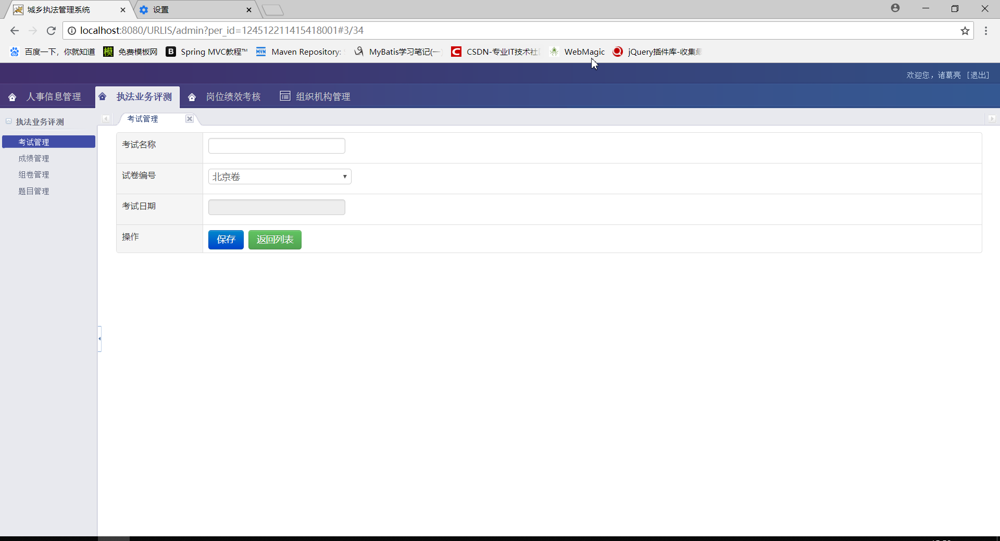 城乡执法管理系统
设置
localhost:8080/URLIS/admin?per_id=124512211415418001#3/34
百度一下，你就知道 免费模板网 Spring MVC教程™ Maven Repository: MyBatis学习笔记(一 CSDN-专业IT技术社 WebMagic jQuery插件库-收集
欢迎您，诸葛亮 [退出]
人事信息管理 执法业务评测 岗位绩效考核 组织机构管理
执法业务评测
考试管理
成绩管理
组卷管理
题目管理
考试管理
考试名称
试卷编号 北京卷
考试日期
操作 保存 返回列表